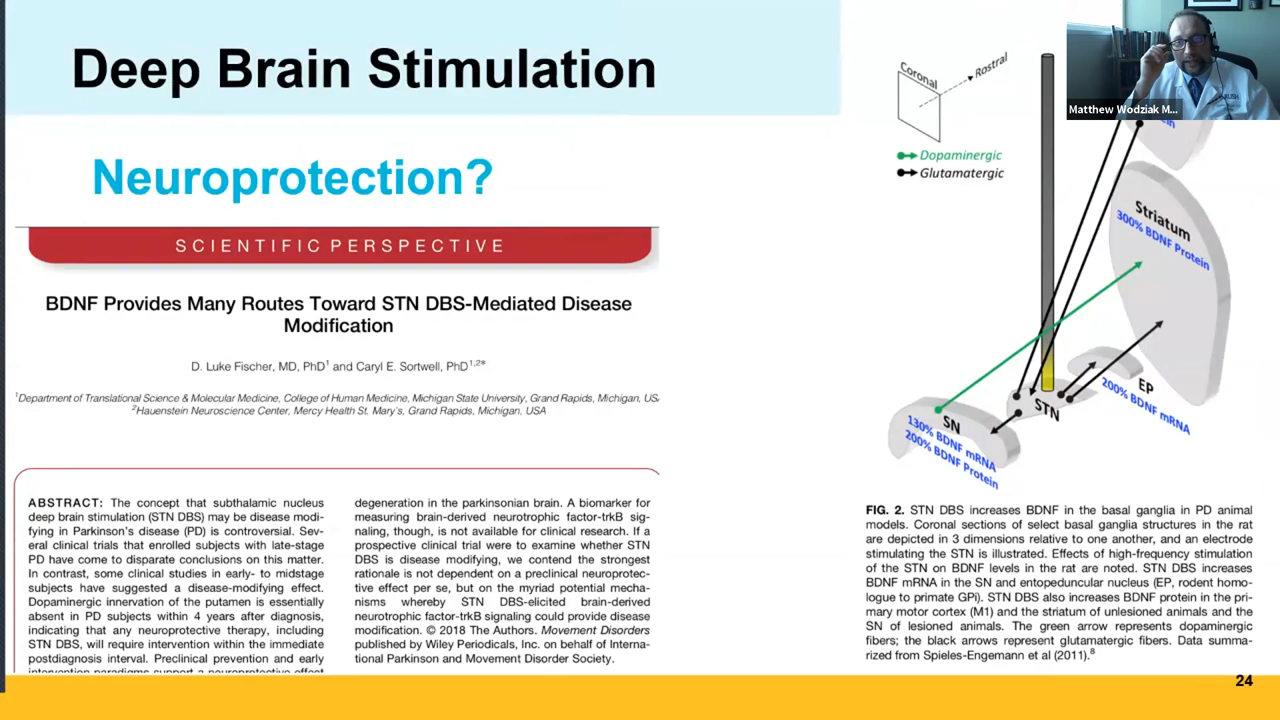 Deep Brain Stimulation
Neuroprotection?
SCIENTIFIC PERSPECTIVE
BDNF Provides Many Routes Toward STN DBS-Mediated Disease
Modification
D. Luke Fischer, MD, PhD1 and Caryl E. Sortwell, PhD1,2*
1Department of Translational Science & Molecular Medicine, College of Human Medicine, Michigan State University, Grand Rapids, Michigan,
2Hauenstein Neuroscience Center, Mercy Health St. Mary's, Grand Rapids, Michigan, USA
ABSTRACT: The concept that subthalamic nucleus
deep brain stimulation (STN DBS) may be disease modi-
fying in Parkinson's disease (PD) is controversial. Sev-
eral clinical trials that enrolled subjects with late-stage
PD have come to disparate conclusions on this matter.
In contrast, some clinical studies in early- to midstage
subjects have suggested a disease-modifying effect.
Dopaminergic innervation of the putamen is essentially
absent in PD subjects within 4 years after diagnosis,
indicating that any neuroprotective therapy, including
STN DBS, will require intervention within the immediate
postdiagnosis interval. Preclinical prevention and early
intervention paradigms support a neuroprotective effect
degeneration in the parkinsonian brain. A biomarker for
measuring brain-derived neurotrophic factor-trkB sig-
naling, though, is not available for clinical research. If a
prospective clinical trial were to examine whether STN
DBS is disease modifying, we contend the strongest
rationale is not dependent on a preclinical neuroprotec-
tive effect per se, but on the myriad potential mecha-
nisms whereby STN DBS-elicited brain-derived
neurotrophic factor-trkB signaling could provide disease
modification. © 2018 The Authors. Movement Disorders
published by Wiley Periodicals, Inc. on behalf of Interna-
tional Parkinson and Movement Disorder Society.
Coronal
Rostral
Dopaminergic
Glutamatergic
Striatum
300% BDNF Protein
EP
200% BDNF mRNA
STN
SN
130% BDNF mRNA
200% BDNF Protein
FIG. 2. STN DBS increases BDNF in the basal ganglia in PD animal
models. Coronal sections of select basal ganglia structures in the rat
are depicted in 3 dimensions relative to one another, and an electrode
stimulating the STN is illustrated. Effects of high-frequency stimulation
of the STN on BDNF levels in the rat are noted. STN DBS increases
BDNF mRNA in the SN and entopeduncular nucleus (EP, rodent homo-
logue to primate GPi). STN DBS also increases BDNF protein in the pri-
mary motor cortex (M1) and the striatum of unlesioned animals and the
SN of lesioned animals. The green arrow represents dopaminergic
fibers; the black arrows represent glutamatergic fibers. Data summa-
rized from Spieles-Engemann et al (2011).8
Matthew Wodziak M...
24